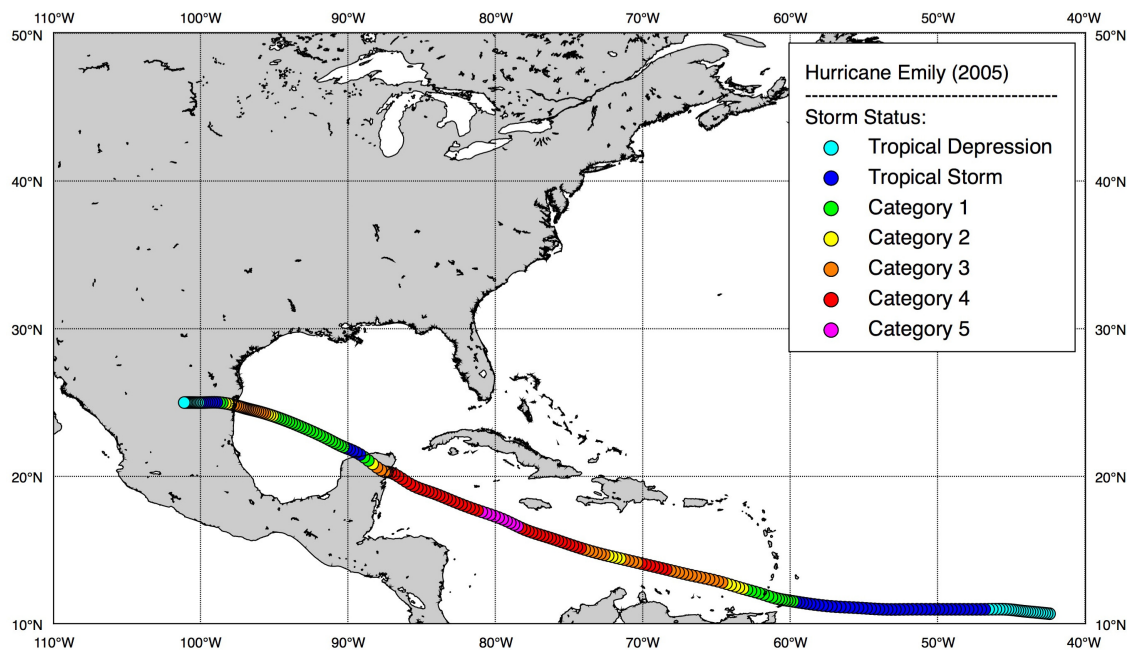 100°W 90°W 80°W 70°W 60°W 50°W 40°W
50°N 50°N
Hurricane Emily (2005)
------------------------------------
Storm Status:
Tropical Depression
Tropical Storm
40°N 40°N
Category 1
Category 2
Category 3
Category 4
Category 5
30°N 30°N
20°N 20°N
10°N 10°N
110°W 100°W 90°W 80°W 70°W 60°W 50°W 40°W